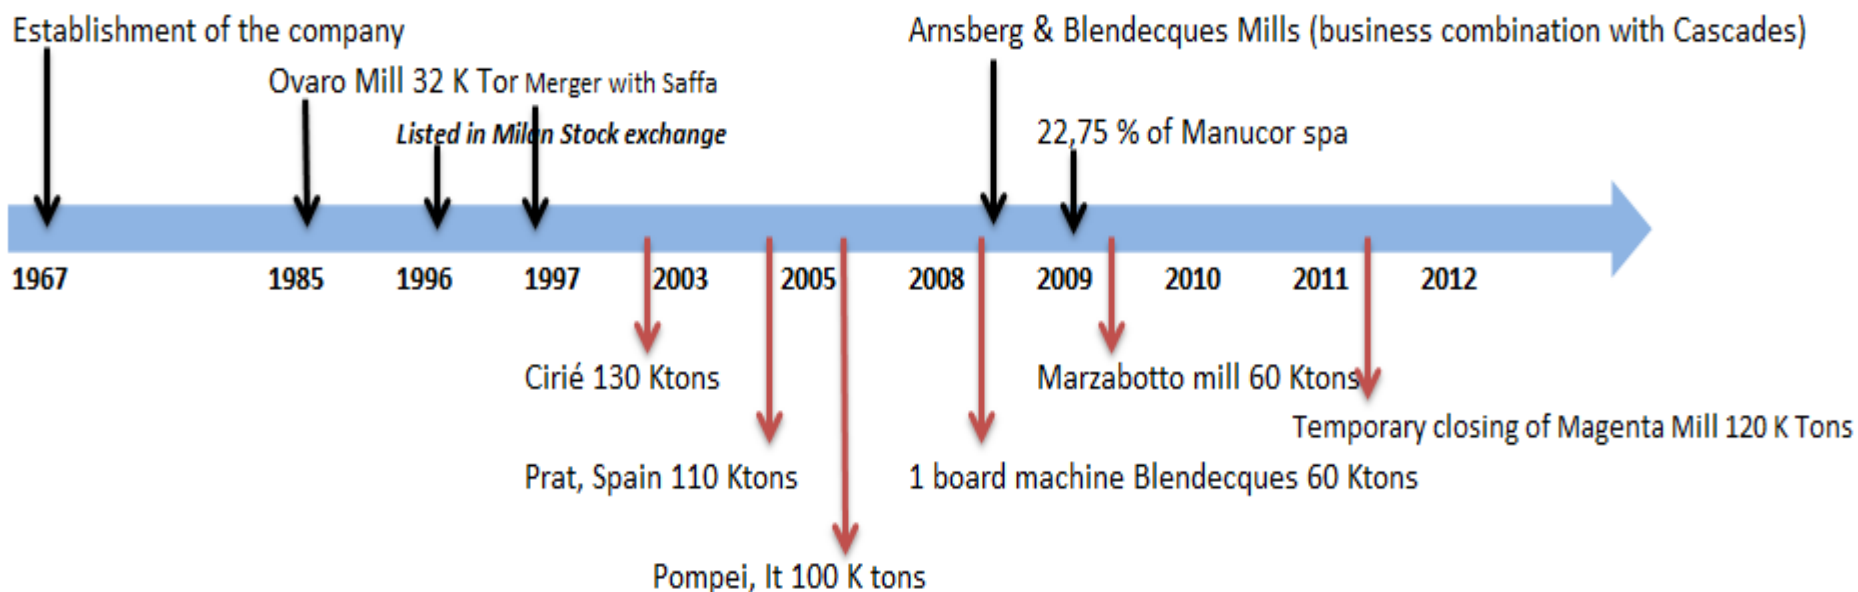 Establishment of the company
Arnsberg & Blendecques Mills (business combination with Cascades)
Ovaro Mill 32 K Tor Merger with Saffa
Listed in Milan Stock exchange
22,75 % of Manucor spa
1967 1985 1996 1997 2003 2005 2008 2009 2010 2011 2012
Cirié 130 Ktons
Marzabotto mill 60 Ktons
Temporary closing of Magenta Mill 120 K Tons
Prat, Spain 110 Ktons
1 board machine Blendecques 60 Ktons
Pompei, It 100 K tons